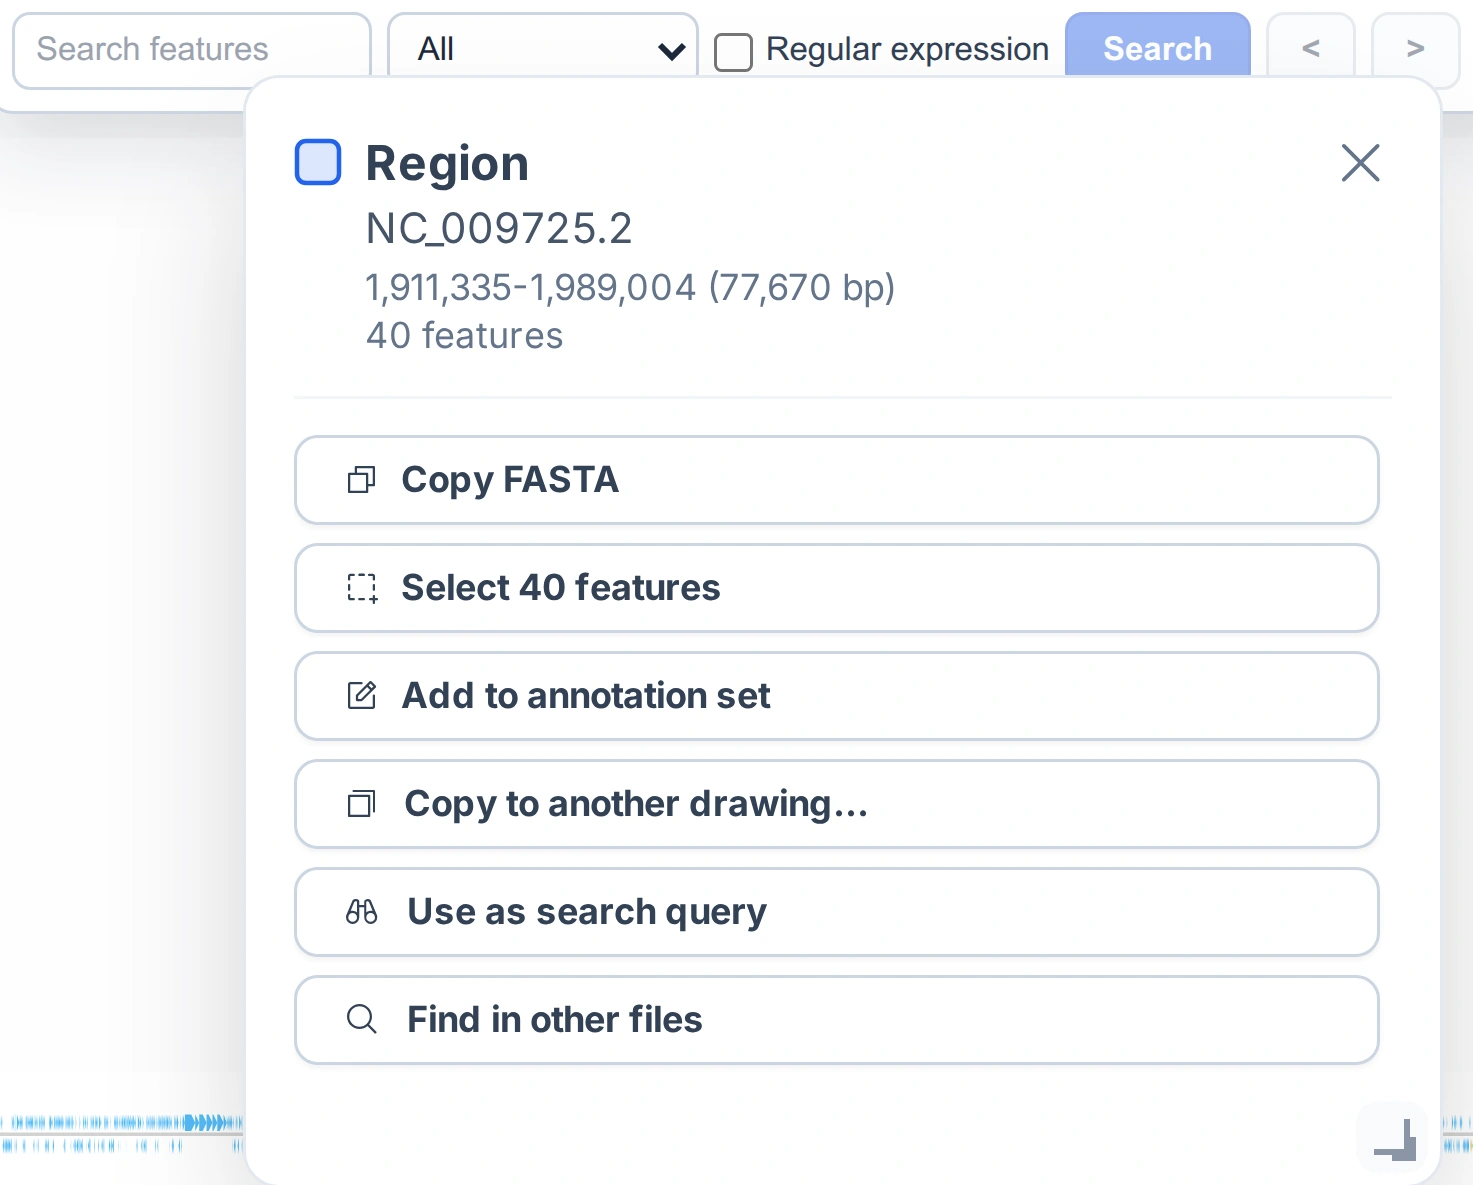 Search features
All
Regular expression
Search
<
>
Region
NC_009725.2
1,911,335-1,989,004 (77,670 bp)
40 features
Copy FASTA
Select 40 features
Add to annotation set
Copy to another drawing...
Use as search query
Find in other files